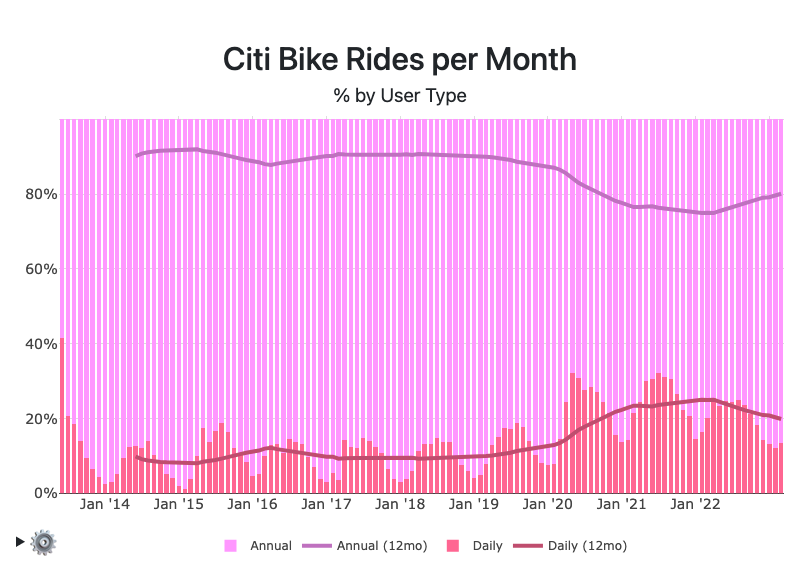 Citi Bike Rides per Month
% by User Type
80%
60%
40%
20%
0%
Jan '14 Jan '15 Jan '16 Jan '17 Jan '18 Jan '19 Jan '20 Jan '21 Jan '22
Annual Annual (12mo) Daily Daily (12mo)